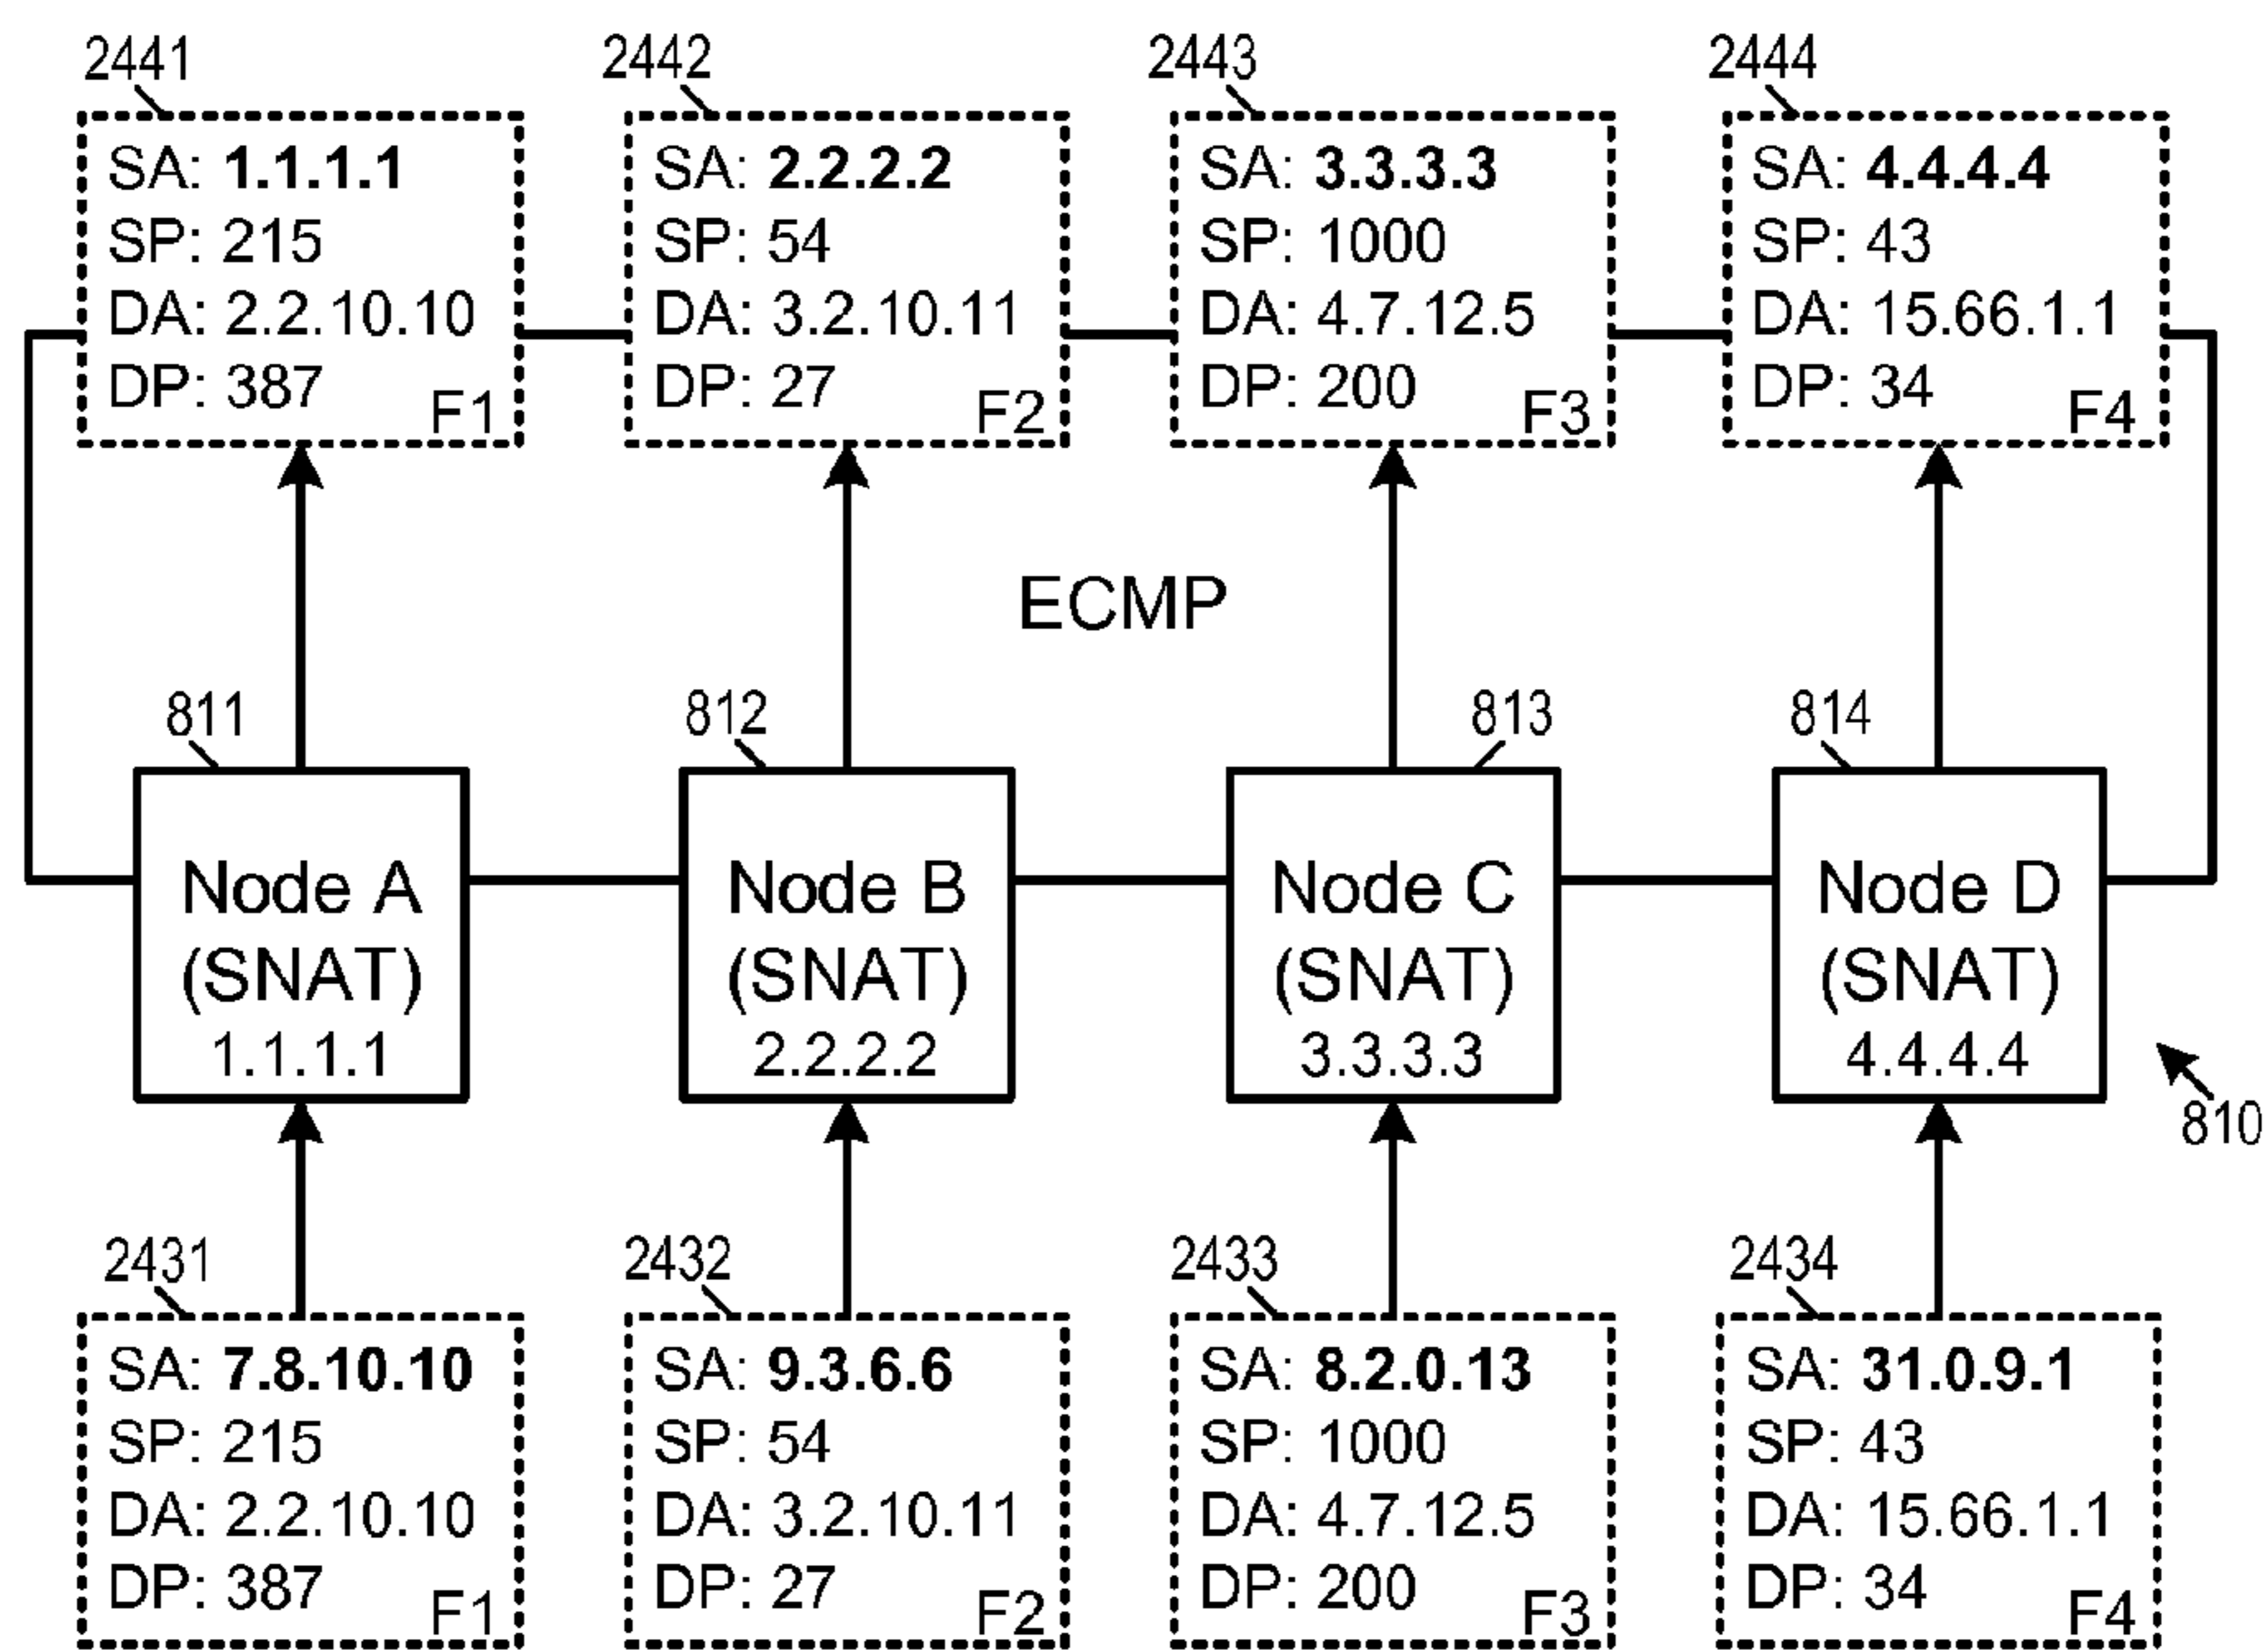 2441
2442
2443
2444
SA: 1.1.1.1
SP: 215
DA: 2.2.10.10
DP: 387
F1
SA: 2.2.2.2
SP: 54
DA: 3.2.10.11
DP: 27
F2
SA: 3.3.3.3
SP: 1000
DA: 4.7.12.5
DP: 200
F3
SA: 4.4.4.4
SP: 43
DA: 15.66.1.1
DP: 34
F4
ECMP
811
812
813
814
Node A
(SNAT)
1.1.1.1
Node B
(SNAT)
2.2.2.2
Node C
(SNAT)
3.3.3.3
Node D
(SNAT)
4.4.4.4
810
2431
2432
2433
2434
SA: 7.8.10.10
SP: 215
DA: 2.2.10.10
DP: 387
F1
SA: 9.3.6.6
SP: 54
DA: 3.2.10.11
DP: 27
F2
SA: 8.2.0.13
SP: 1000
DA: 4.7.12.5
DP: 200
F3
SA: 31.0.9.1
SP: 43
DA: 15.66.1.1
DP: 34
F4